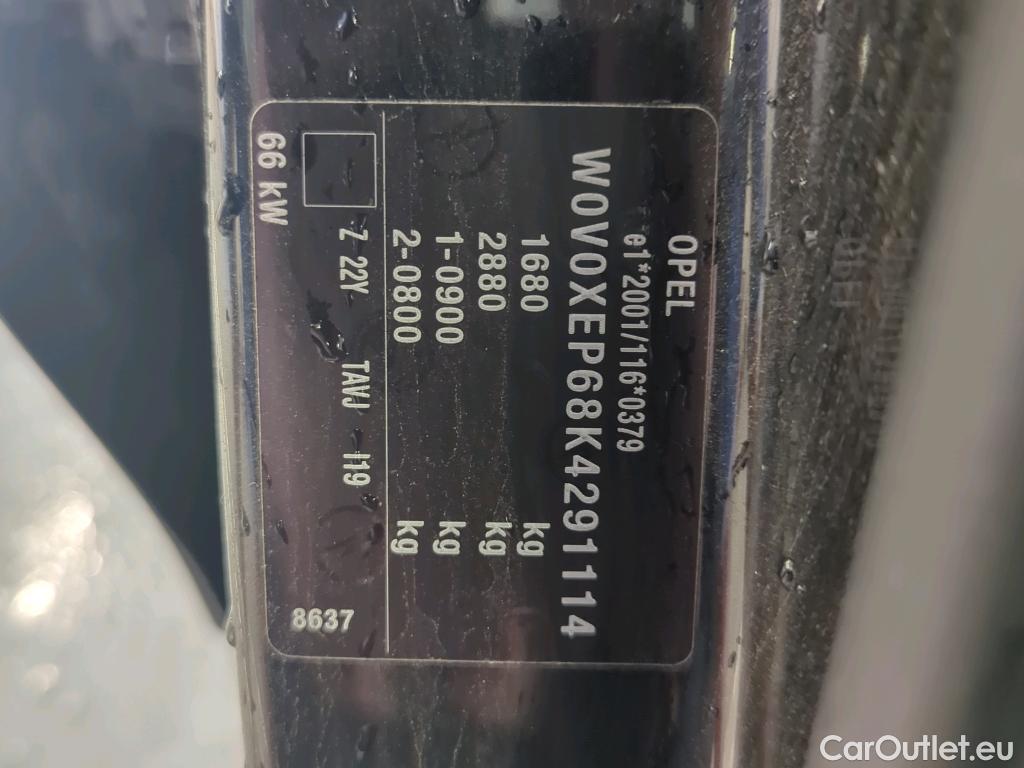 OPEL
e1*2001/116*0379
W0V0XEP68K4291114
1680 kg
2880 kg
1-0900 kg
2-0800 kg
Z 22Y TAVJ I19
66 kW 8637
CarOutlet.eu